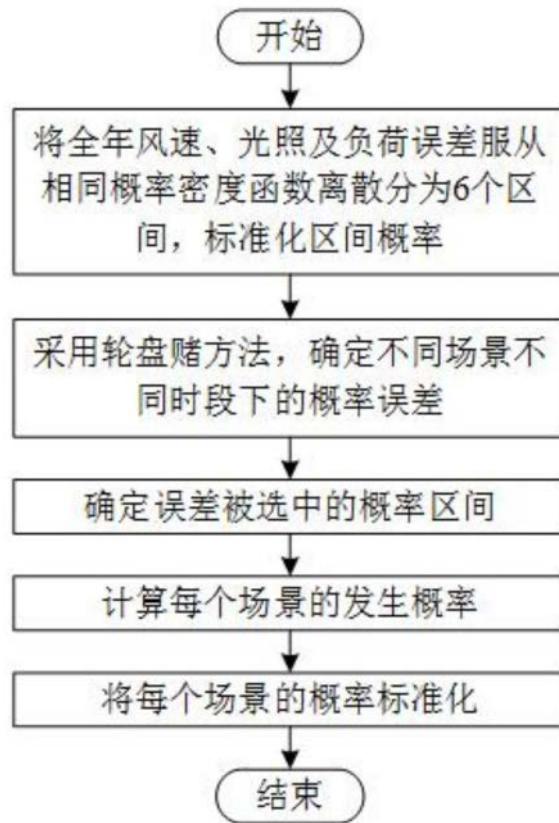 开始
将全年风速、光照及负荷误差服从
相同概率密度函数离散分为6个区
间，标准化区间概率
采用轮盘赌方法，确定不同场景不
同时段下的概率误差
确定误差被选中的概率区间
计算每个场景的发生概率
将每个场景的概率标准化
结束